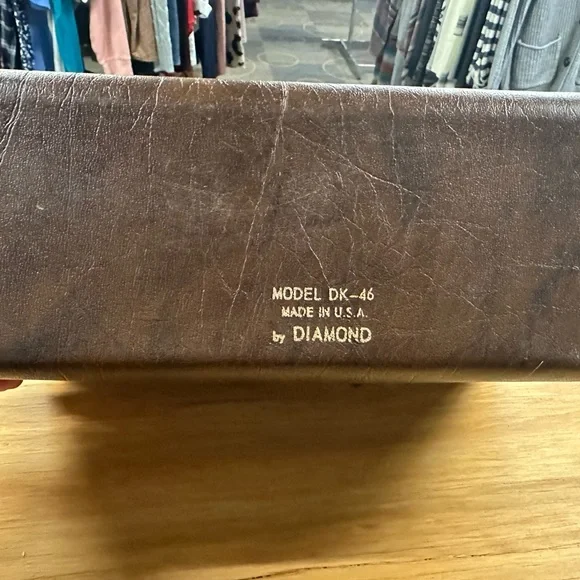 MODEL DK-46
MADE IN U.S.A.
by DIAMOND